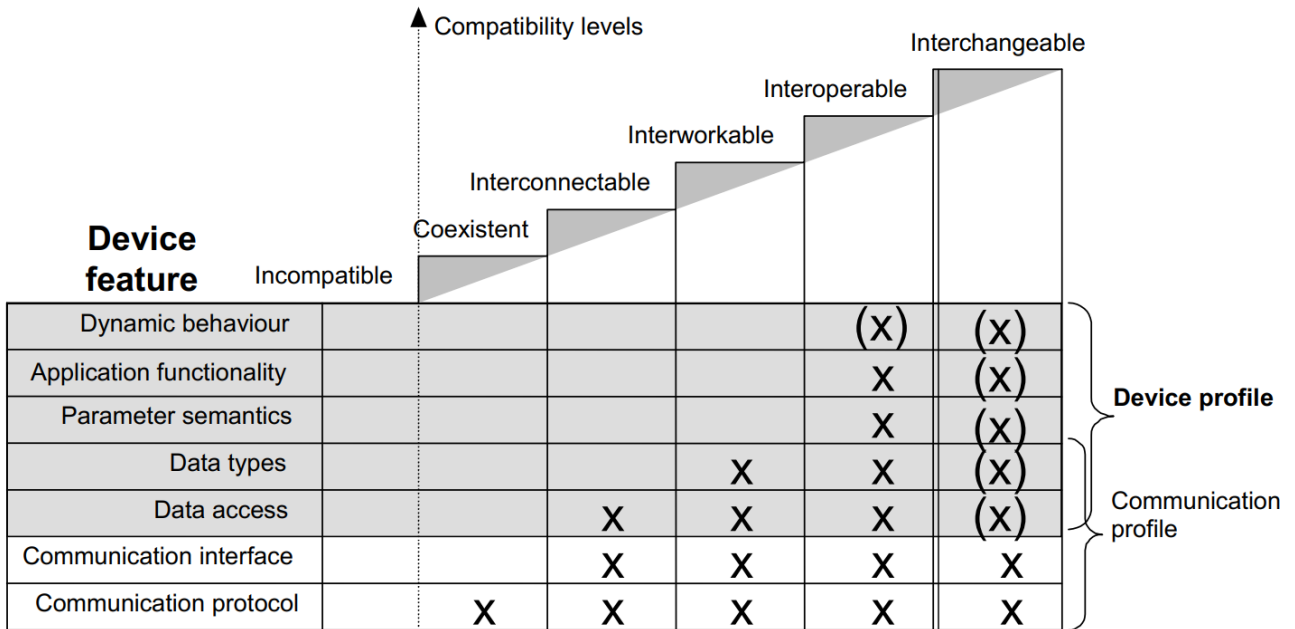 Compatibility levels
Interchangeable
Interoperable
Interworkable
Interconnectable
Coexistent
Incompatible
Device
feature
Dynamic behaviour (x) (x)
Application functionality x (x)
Parameter semantics x (x)
Device profile
Data types x x (x)
Data access x x x (x)
Communication
profile
Communication interface x x x x
Communication protocol x x x x x